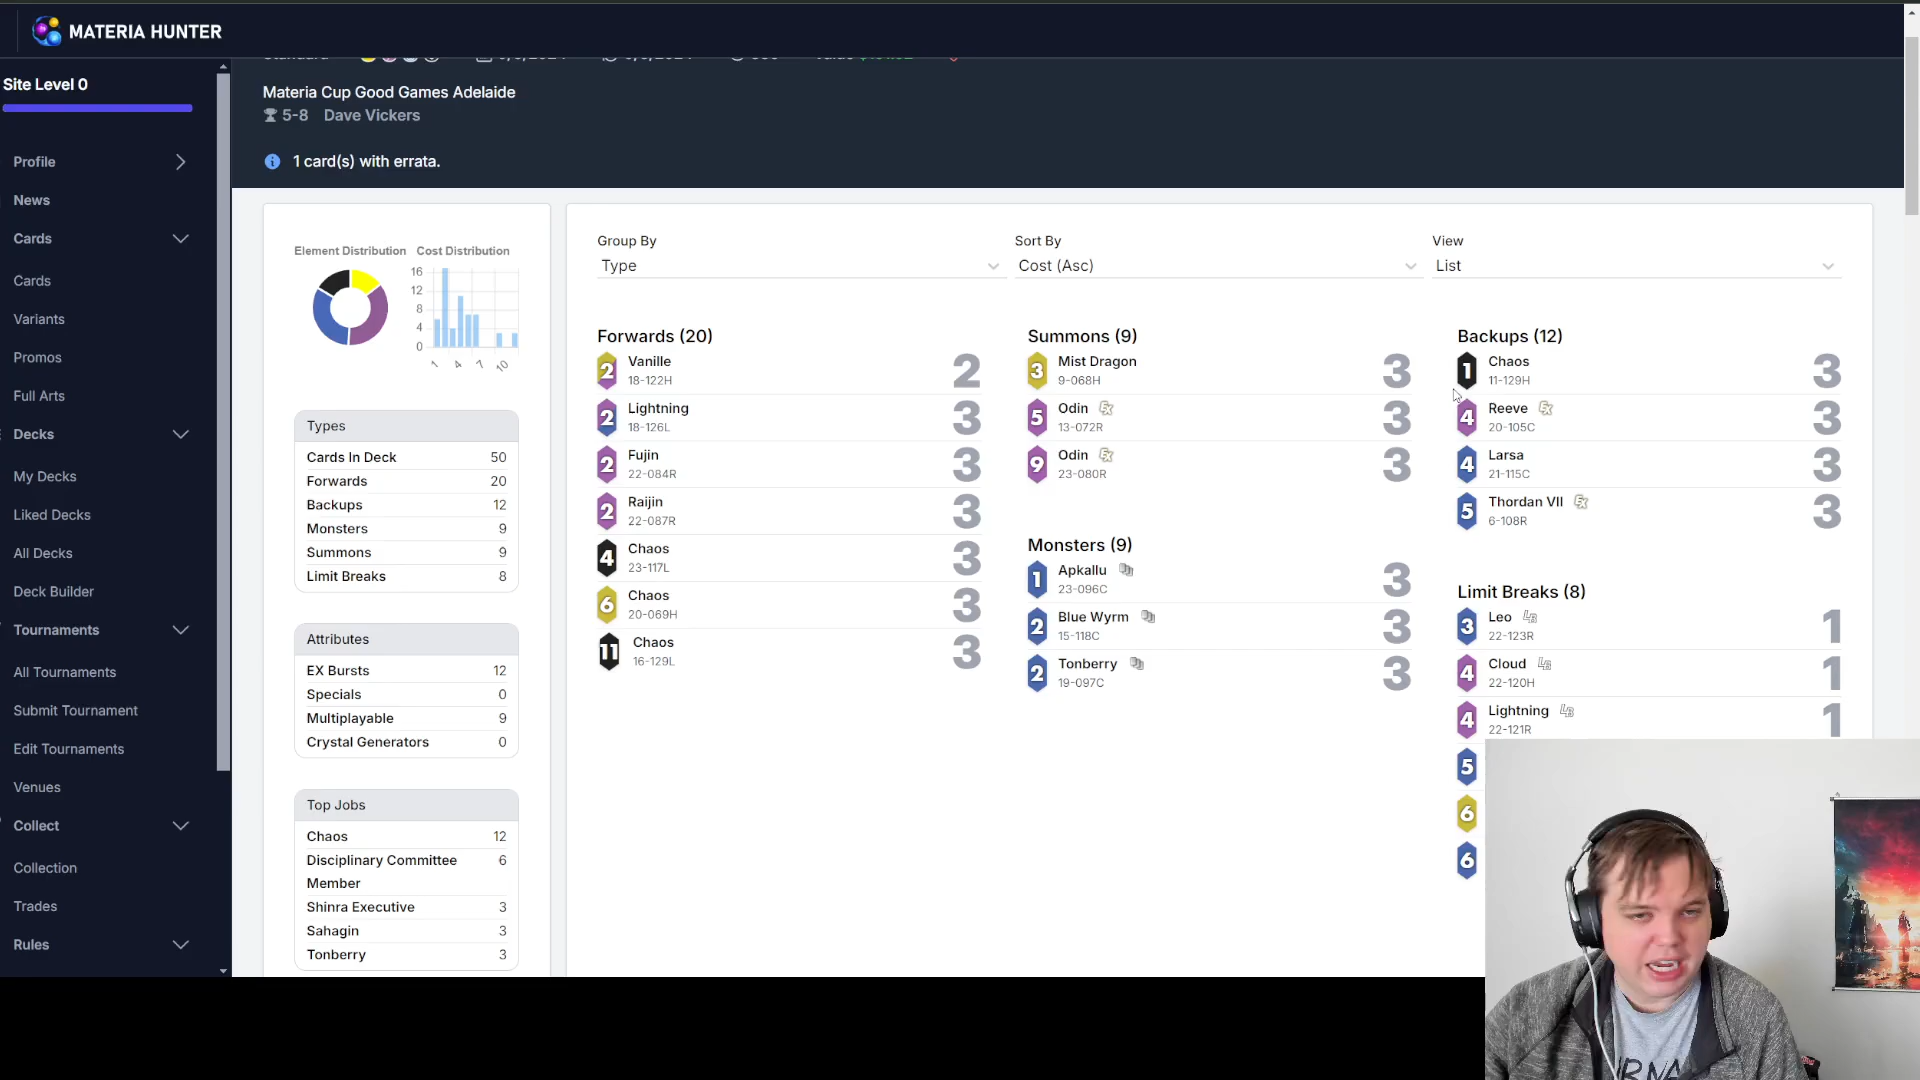 MATERIA HUNTER
Site Level 0
Profile
News
Cards
Cards
Variants
Promos
Full Arts
Decks
My Decks
Liked Decks
All Decks
Deck Builder
Tournaments
All Tournaments
Submit Tournament
Edit Tournaments
Venues
Collect
Collection
Trades
Rules
Materia Cup Good Games Adelaide
5-8 Dave Vickers
1 card(s) with errata.
Element Distribution Cost Distribution
16
12
8
4
0
1 4 7 10
Types
Cards In Deck 50
Forwards 20
Backups 12
Monsters 9
Summons 9
Limit Breaks 8
Attributes
EX Bursts 12
Specials 0
Multiplayable 9
Crystal Generators 0
Top Jobs
Chaos 12
Disciplinary Committee 6
Member
Shinra Executive 3
Sahagin 3
Tonberry 3
Group By
Type
Sort By
Cost (Asc)
View
List
Forwards (20)
2 Vanille 2
18-122H
2 Lightning 3
18-126L
2 Fujin 3
22-084R
2 Raijin 3
22-087R
4 Chaos 3
23-117L
6 Chaos 3
20-069H
11 Chaos 3
16-129L
Summons (9)
3 Mist Dragon 3
9-068H
5 Odin EX 3
13-072R
9 Odin EX 3
23-080R
Monsters (9)
1 Apkallu 3
23-096C
2 Blue Wyrm 3
15-118C
2 Tonberry 3
19-097C
Backups (12)
1 Chaos 3
11-129H
4 Reeve EX 3
20-105C
4 Larsa 3
21-115C
5 Thordan VII EX 3
6-108R
Limit Breaks (8)
3 Leo LB 1
22-123R
4 Cloud LB 1
22-120H
4 Lightning LB 1
22-121R
5
6
6